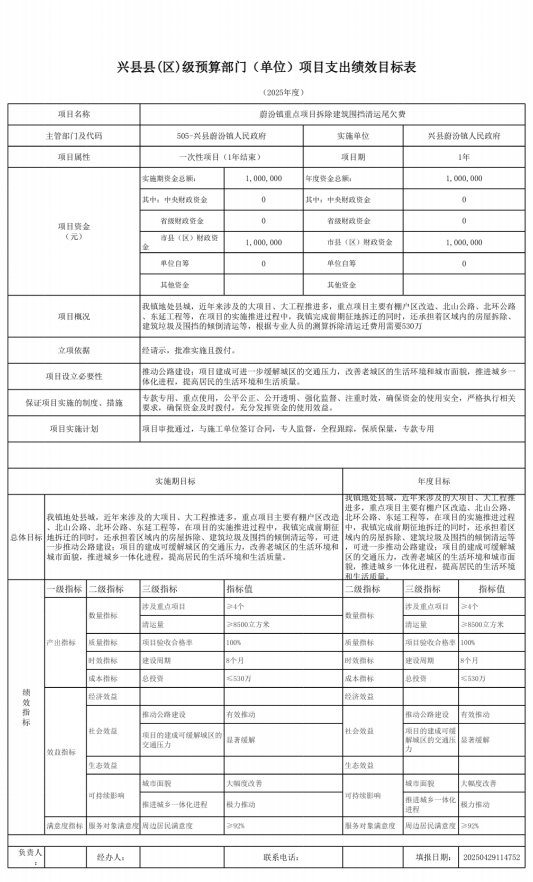 兴县县(区)级预算部门（单位）项目支出绩效目标表
（2025年度）
项目名称 蔚汾镇重点项目拆除建筑围挡清运尾欠费
主管部门及代码 505-兴县蔚汾镇人民政府 实施单位 兴县蔚汾镇人民政府
项目属性 一次性项目（1年结束） 项目期 1年
项目资金
（元）
实施期资金总额： 1,000,000 年度资金总额： 1,000,000
其中：中央财政资金 0 其中：中央财政资金 0
省级财政资金 0 省级财政资金 0
市县（区）财政资金 1,000,000 市县（区）财政资金 1,000,000
单位自筹 0 单位自筹 0
其他资金 其他资金
项目概况
我镇地处县城，近年来涉及的大项目、大工程推进多，重点项目主要有棚户区改造、北山公路、北环公路
、东延工程等，在项目的实施推进过程中，我镇完成前期征地拆迁的同时，还承担着区域内的房屋拆除、
建筑垃圾及围挡的倾倒清运等，根据专业人员的测算拆除清运迁费用需要530万
立项依据 经请示，批准实施且拨付。
项目设立必要性
推动公路建设；项目建成可进一步缓解城区的交通压力，改善老城区的生活环境和城市面貌，推进城乡一
体化进程，提高居民的生活环境和生活质量。
保证项目实施的制度、措施
专款专用、重点使用，公平公正、公开透明、强化监督、注重时效，确保资金的使用安全，严格执行相关
要求，确保资金及时拨付，充分发挥资金的使用效益。
项目实施计划 项目审批通过，与施工单位签订合同，专人监督，全程跟踪，保质保量，专款专用
实施期目标 年度目标
总体目标
我镇地处县城，近年来涉及的大项目、大工程推进多，重点项目主要有棚户区改造
、北山公路、北环公路、东延工程等，在项目的实施推进过程中，我镇完成前期征
地拆迁的同时，还承担着区域内的房屋拆除、建筑垃圾及围挡的倾倒清运等，可进
一步推动公路建设；项目的建成可缓解城区的交通压力，改善老城区的生活环境和
城市面貌，推进城乡一体化进程，提高居民的生活环境和生活质量。
我镇地处县城，近年来涉及的大项目、大工程推
进多，重点项目主要有棚户区改造、北山公路、
北环公路、东延工程等，在项目的实施推进过程
中，我镇完成前期征地拆迁的同时，还承担着区
域内的房屋拆除、建筑垃圾及围挡的倾倒清运等
，可进一步推动公路建设；项目的建成可缓解城
区的交通压力，改善老城区的生活环境和城市面
貌，推进城乡一体化进程，提高居民的生活环境
和生活质量。
绩效指标
一级指标 二级指标 三级指标 指标值 二级指标 三级指标 指标值
产出指标
数量指标 涉及重点项目 ≥4个 数量指标 涉及重点项目 ≥4个
清运量 ≥8500立方米 清运量 ≥8500立方米
质量指标 项目验收合格率 100% 质量指标 项目验收合格率 100%
时效指标 建设周期 8个月 时效指标 建设周期 8个月
成本指标 总投资 ≤530万 成本指标 总投资 ≤530万
效益指标
经济效益 经济效益
社会效益 推动公路建设 有效推动 社会效益 推动公路建设 有效推动
项目的建成可缓解城区的交通压力 显著缓解 项目的建成可缓解城区的交通压力 显著缓解
生态效益 生态效益
可持续影响 城市面貌 大幅度改善 可持续影响 城市面貌 大幅度改善
推进城乡一体化进程 极力推动 推进城乡一体化进程 极力推动
满意度指标 服务对象满意度 周边居民满意度 ≥92% 服务对象满意度 周边居民满意度 ≥92%
负责人： 经办人： 联系电话： 填报日期： 20250429114752